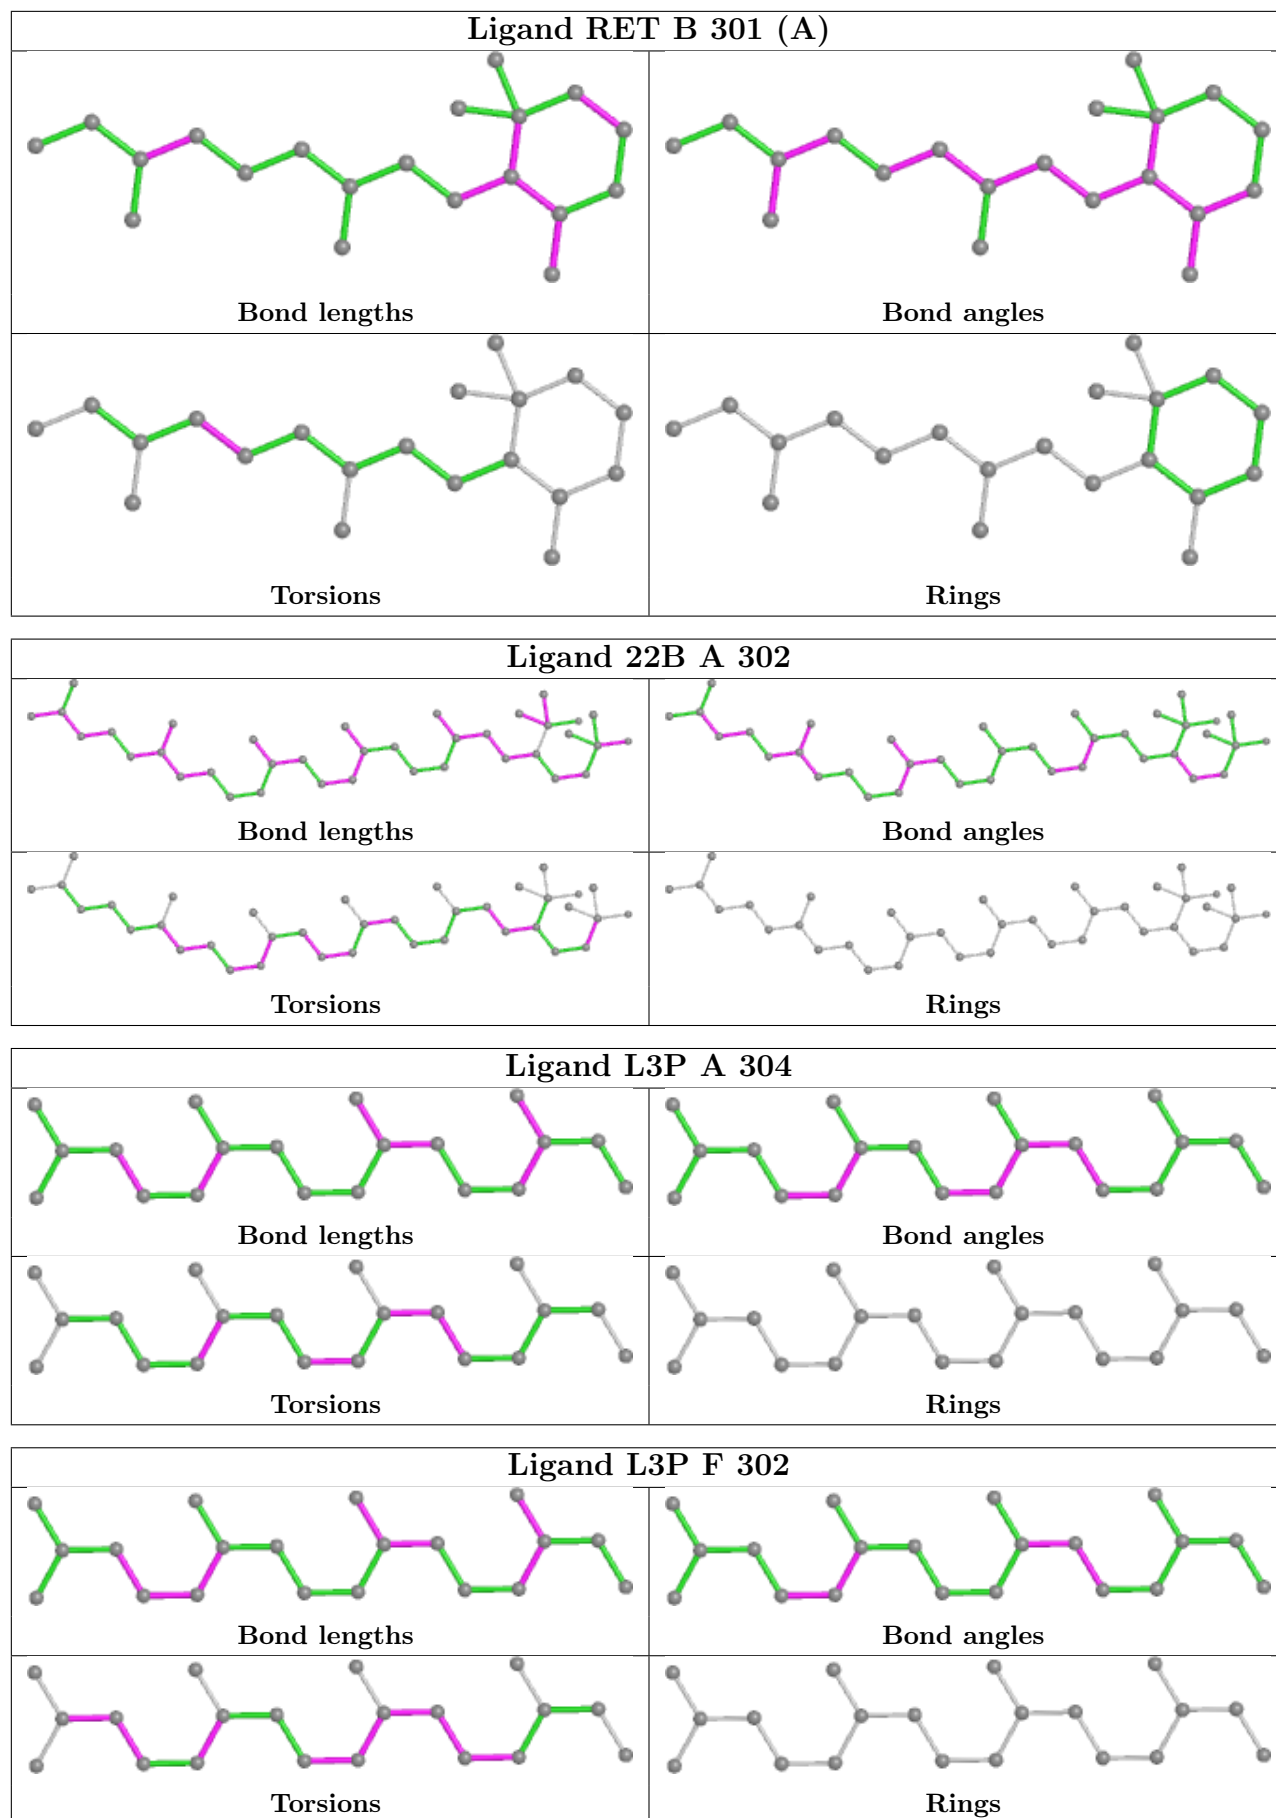 Ligand RET B 301 (A)
Bond lengths
Bond angles
Torsions
Rings
Ligand 22B A 302
Bond lengths
Bond angles
Torsions
Rings
Ligand L3P A 304
Bond lengths
Bond angles
Torsions
Rings
Ligand L3P F 302
Bond lengths
Bond angles
Torsions
Rings